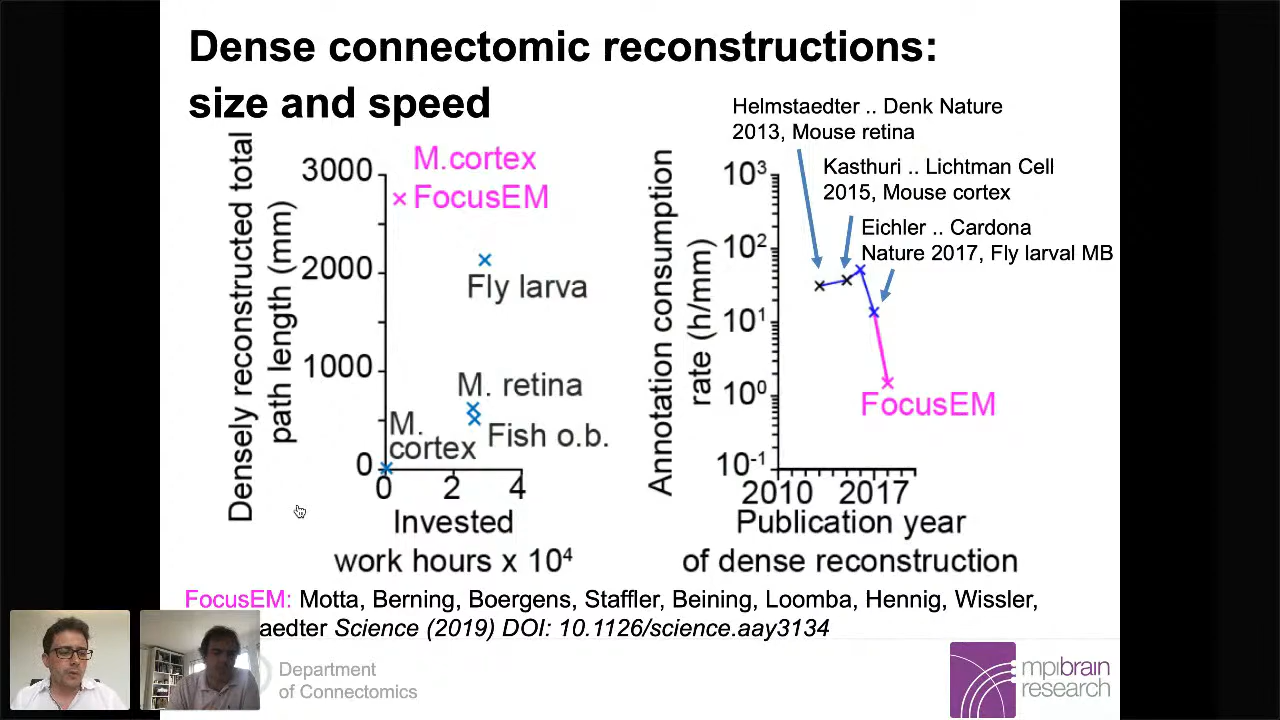 Dense connectomic reconstructions:
size and speed
Densely reconstructed total
path length (mm)
3000
2000
1000
0
M.cortex
FocusEM
Fly larva
M. retina
Fish o.b.
M.
cortex
0 2 4
Invested
work hours x 10⁴
Helmstaedter .. Denk Nature
2013, Mouse retina
Kasthuri .. Lichtman Cell
2015, Mouse cortex
Eichler .. Cardona
Nature 2017, Fly larval MB
Annotation consumption
rate (h/mm)
10³
10²
10¹
10⁰
10⁻¹
FocusEM
2010 2017
Publication year
of dense reconstruction
FocusEM: Motta, Berning, Boergens, Staffler, Beining, Loomba, Hennig, Wissler,
aedter Science (2019) DOI: 10.1126/science.aay3134
Department
of Connectomics
mpibrain
research